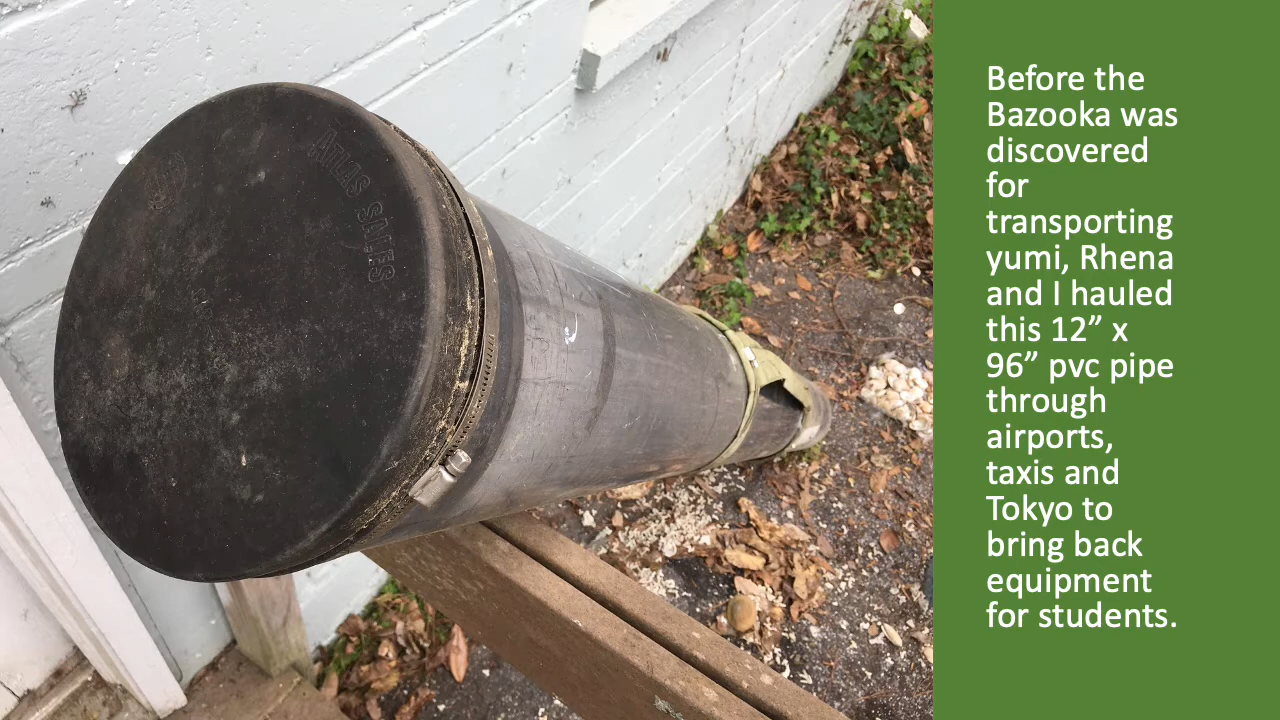 ATLAS SALES
Before the
Bazooka was
discovered
for
transporting
yumi, Rhena
and I hauled
this 12” x
96” pvc pipe
through
airports,
taxis and
Tokyo to
bring back
equipment
for students.